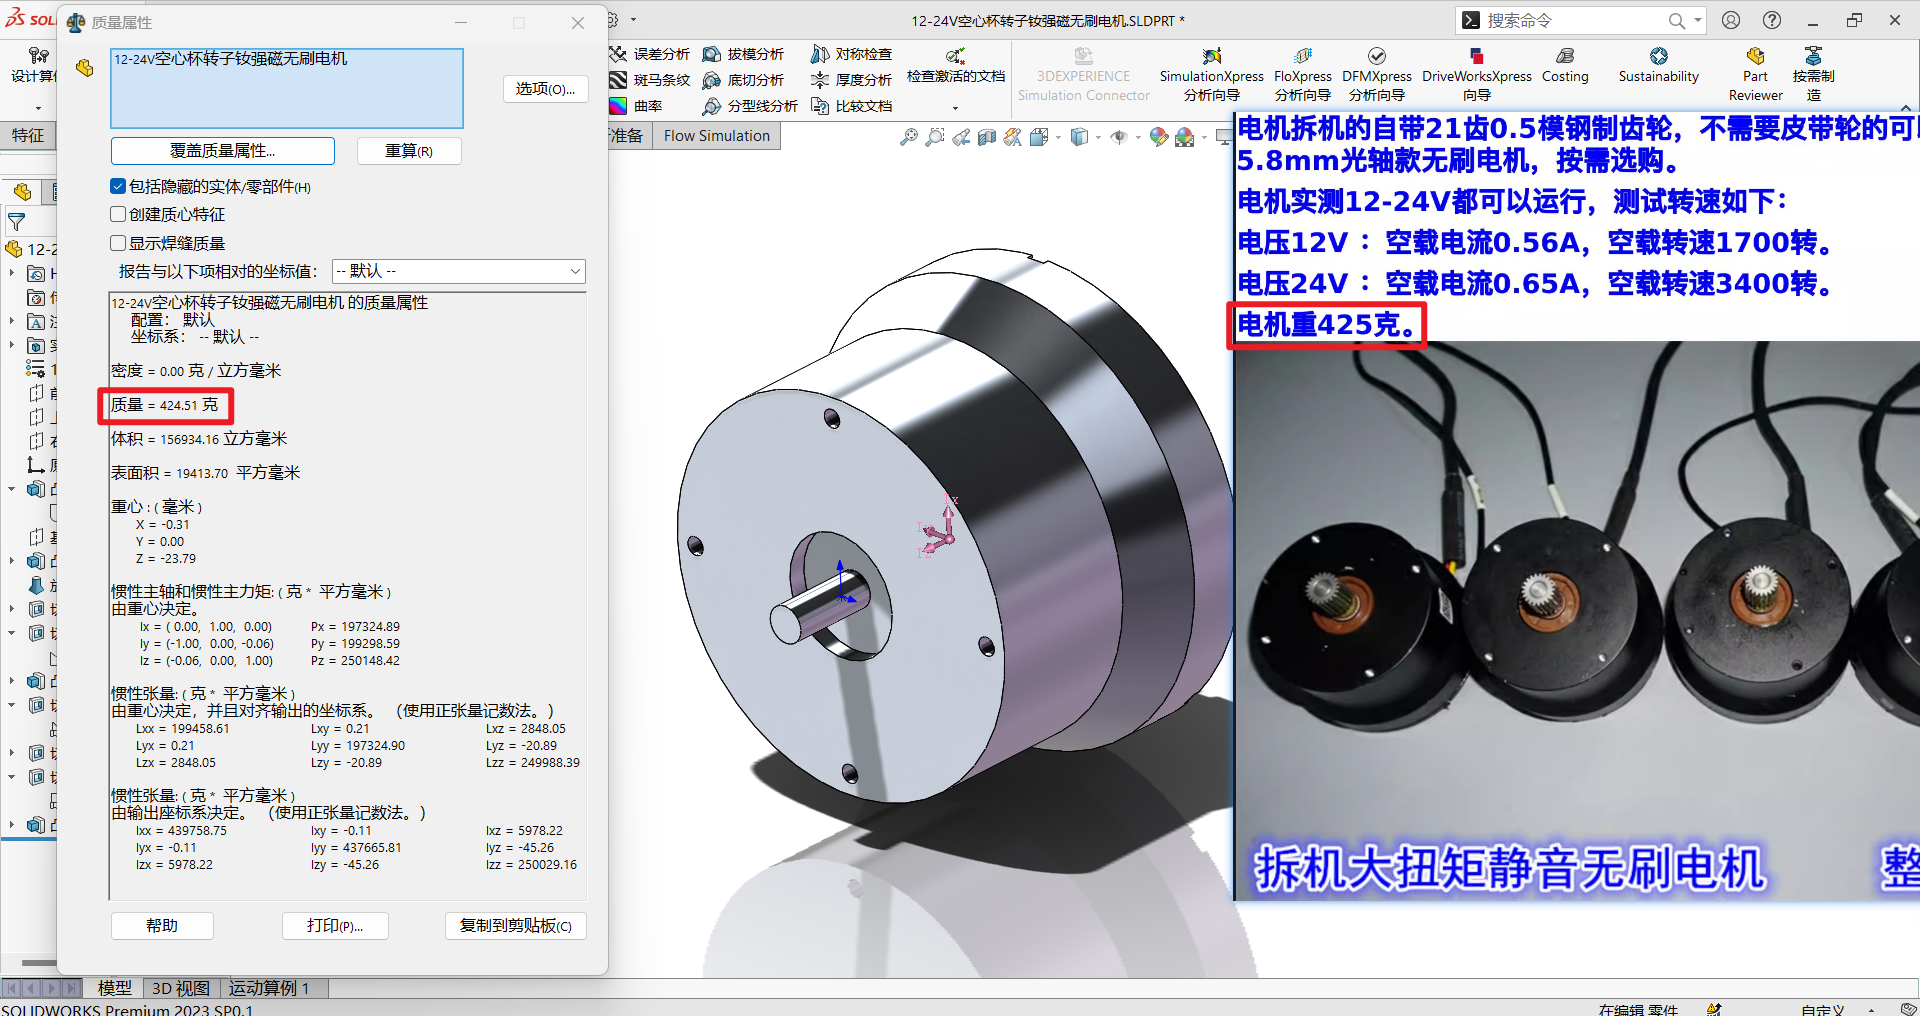 SOL
质量属性
12-24V空心杯转子钕强磁无刷电机.SLDPRT *
搜索命令
12-24V空心杯转子钕强磁无刷电机
选项(O)...
覆盖质量属性...
重算(R)
包括隐藏的实体/零部件(H)
创建质心特征
显示焊缝质量
报告与以下项相对的坐标值：
-- 默认 --
12-24V空心杯转子钕强磁无刷电机 的质量属性
配置： 默认
坐标系： -- 默认 --
密度 = 0.00 克 / 立方毫米
质量 = 424.51 克
体积 = 156934.16 立方毫米
表面积 = 19413.70 平方毫米
重心 : ( 毫米 )
X = -0.31
Y = 0.00
Z = -23.79
惯性主轴和惯性主力矩: ( 克 * 平方毫米 )
由重心决定。
Ix = ( 0.00, 1.00, 0.00) Px = 197324.89
Iy = (-1.00, 0.00, -0.06) Py = 199298.59
Iz = (-0.06, 0.00, 1.00) Pz = 250148.42
惯性张量: ( 克 * 平方毫米 )
由重心决定，并且对齐输出的坐标系。 （使用正张量记数法。）
Lxx = 199458.61 Lxy = 0.21 Lxz = 2848.05
Lyx = 0.21 Lyy = 197324.90 Lyz = -20.89
Lzx = 2848.05 Lzy = -20.89 Lzz = 249988.39
惯性张量: ( 克 * 平方毫米 )
由输出座标系决定。 （使用正张量记数法。）
Ixx = 439758.75 Ixy = -0.11 Ixz = 5978.22
Iyx = -0.11 Iyy = 437665.81 Iyz = -45.26
Izx = 5978.22 Izy = -45.26 Izz = 250029.16
帮助
打印(P)...
复制到剪贴板(C)
设计算
特征
12-2
误差分析 拔模分析 对称检查
斑马条纹 底切分析 厚度分析
曲率 分型线分析 比较文档
检查激活的文档
3DEXPERIENCE
Simulation Connector
SimulationXpress
分析向导
FloXpress
分析向导
DFMXpress
分析向导
DriveWorksXpress
向导
Costing
Sustainability
Part
Reviewer
按需制
造
准备
Flow Simulation
电机拆机的自带21齿0.5模钢制齿轮，不需要皮带轮的可
5.8mm光轴款无刷电机，按需选购。
电机实测12-24V都可以运行，测试转速如下：
电压12V ：空载电流0.56A，空载转速1700转。
电压24V ：空载电流0.65A，空载转速3400转。
电机重425克。
拆机大扭矩静音无刷电机
整
模型
3D 视图
运动算例 1
SOLIDWORKS Premium 2023 SP0.1
在编辑 零件
自定义